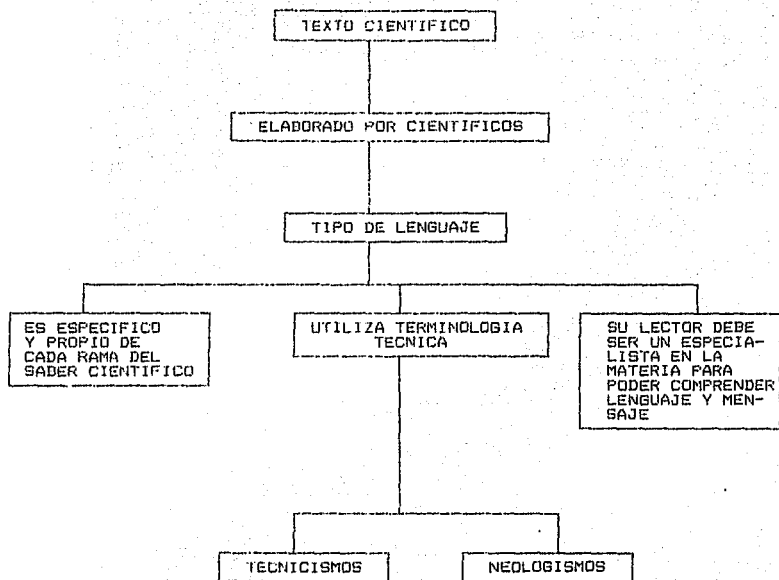 TEXTO CIENTIFICO
ELABORADO POR CIENTIFICOS
TIPO DE LENGUAJE
ES ESPECIFICO
Y PROPIO DE
CADA RAMA DEL
SABER CIENTIFICO
UTILIZA TERMINOLOGIA
TECNICA
SU LECTOR DEBE
SER UN ESPECIA-
LISTA EN LA
MATERIA PARA
PODER COMPRENDER
LENGUAJE Y MEN-
SAJE
TECNICISMOS
NEOLOGISMOS